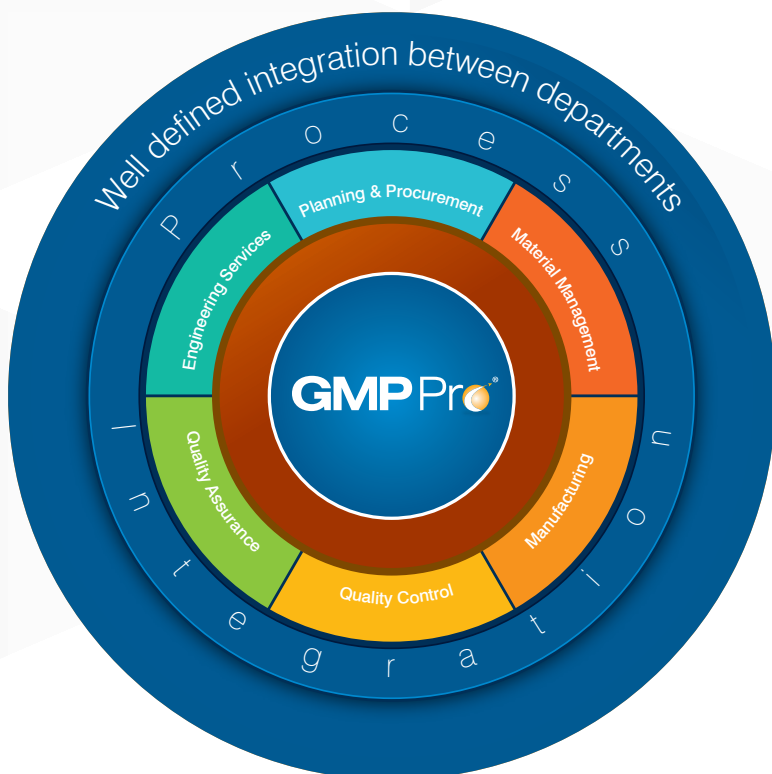 Well defined integration between departments
Process
Integration
Planning & Procurement
Material Management
Manufacturing
Quality Control
Quality Assurance
Engineering Services
GMP Pro®